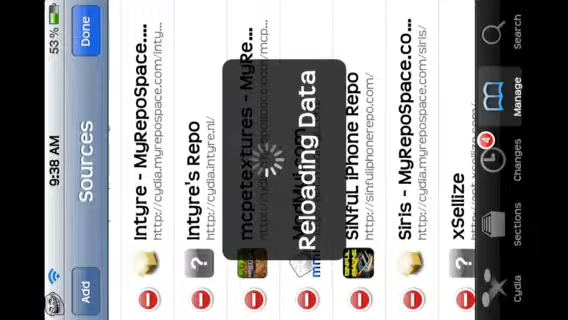 9:38 AM
53%
Add
Sources
Done
Intyre - MyRepoSpace....
http://cydia.myrepospace.com/inty...
?
Intyre's Repo
http://cydia.intyre.nl/
mcpetextures - MyRe...
Reloading Data
SiNfuL iPhone Repo
http://sinfuliphonerepo.com/
Siris - MyRepoSpace.co...
http://cydia.myrepospace.com/siris/
?
xSellize
Cydia
Sections
4
Changes
Manage
Search